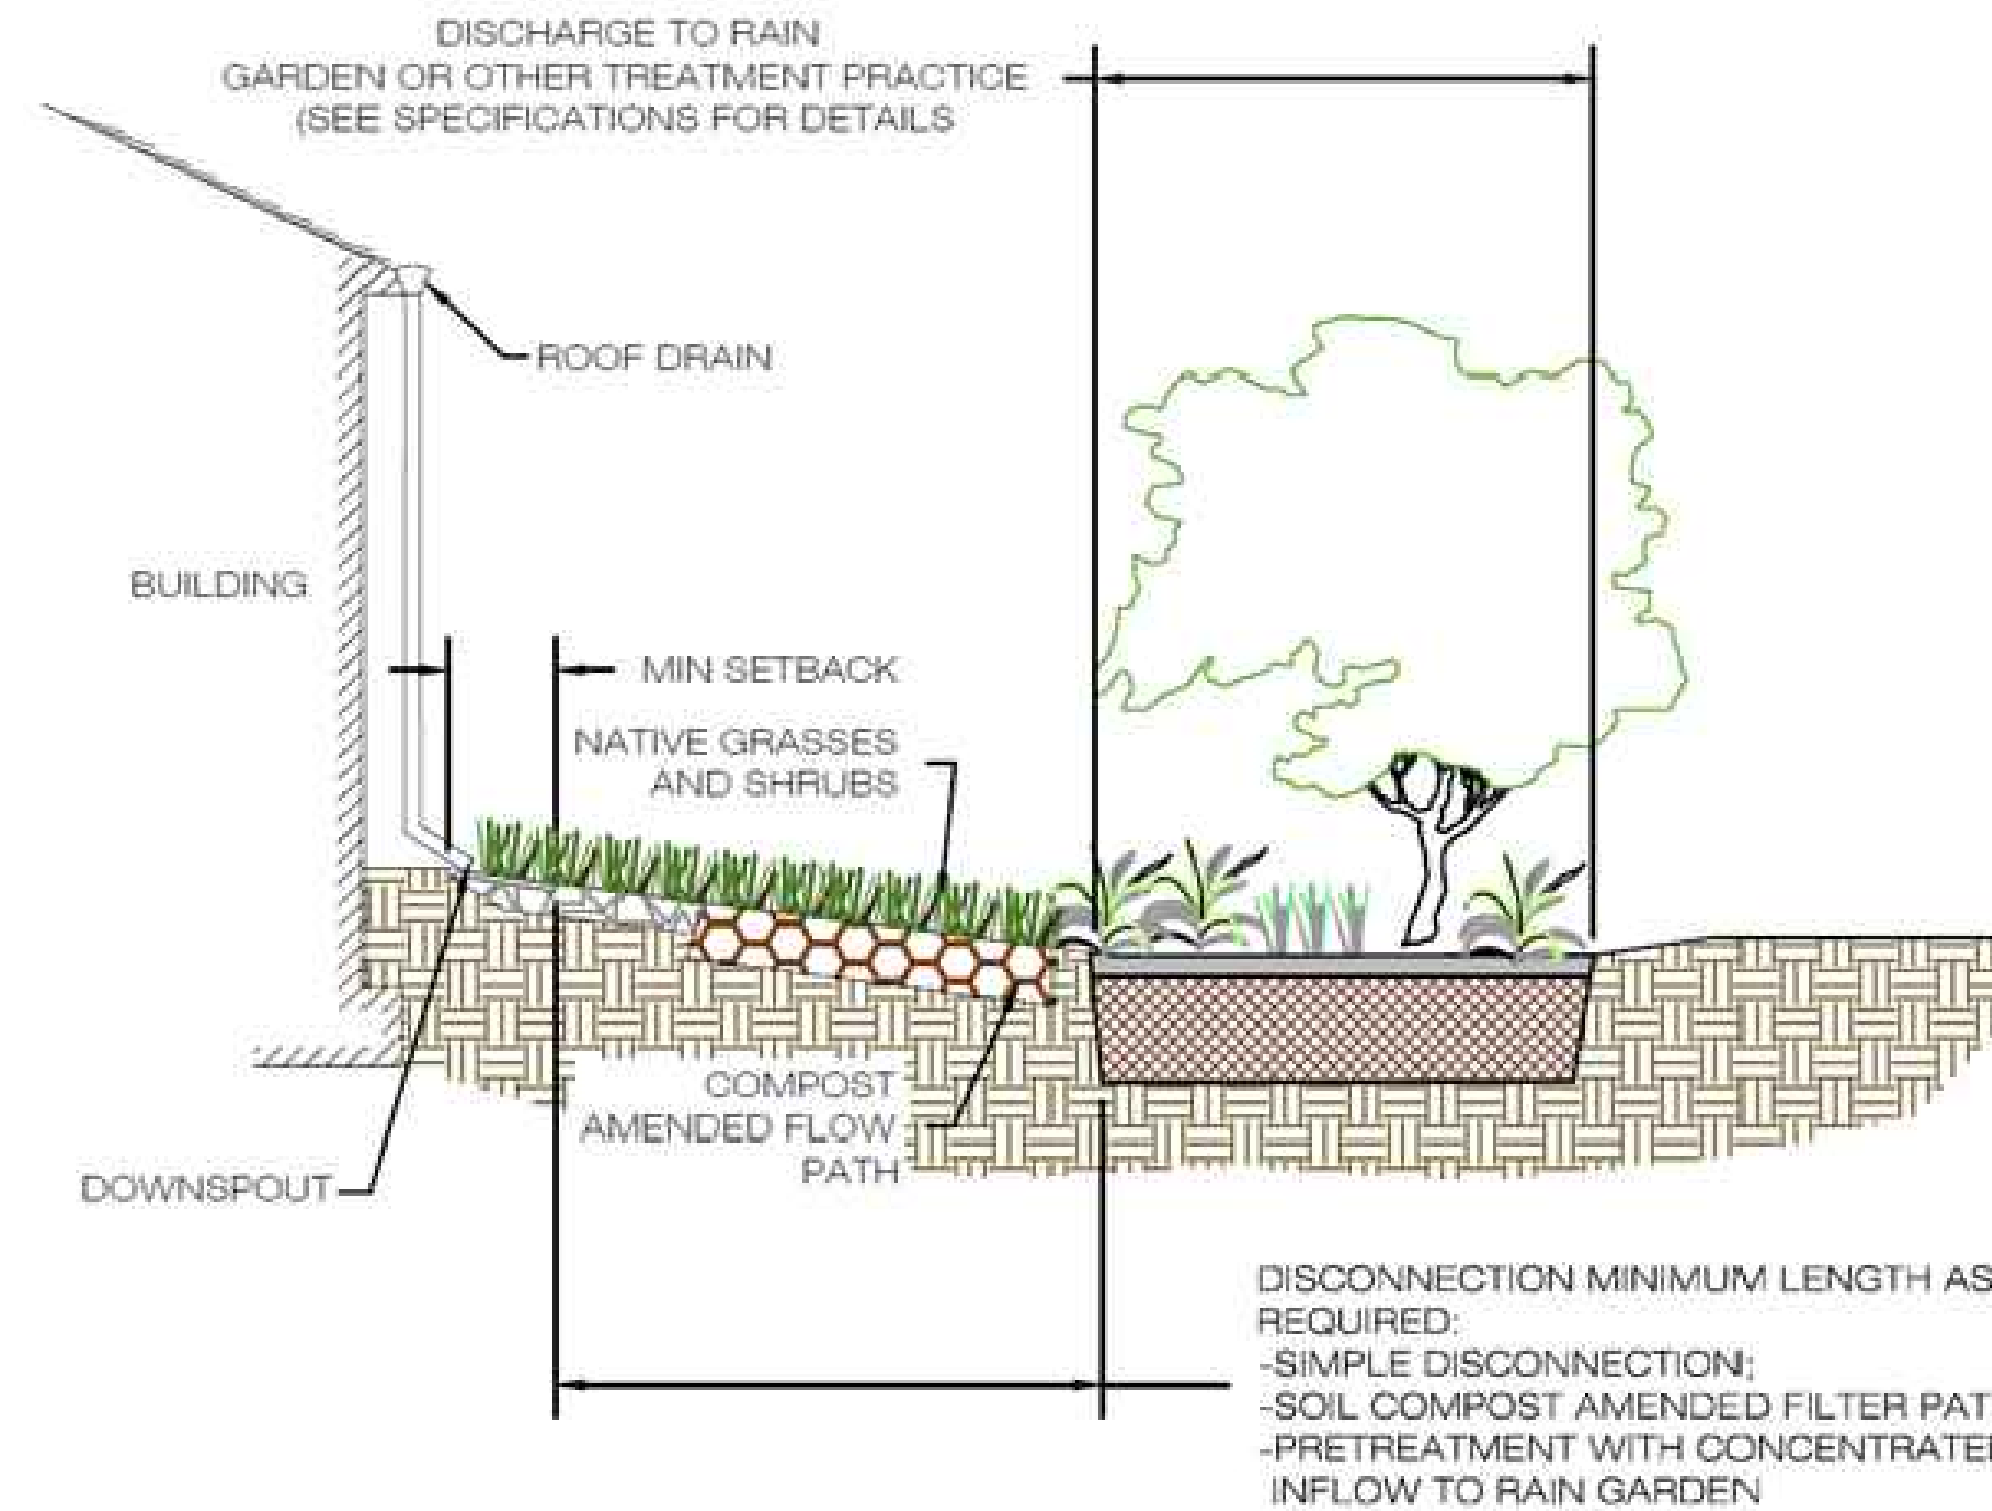 DISCHARGE TO RAIN
GARDEN OR OTHER TREATMENT PRACTICE
(SEE SPECIFICATIONS FOR DETAILS
ROOF DRAIN
BUILDING
MIN SETBACK
NATIVE GRASSES
AND SHRUBS
COMPOST
AMENDED FLOW
PATH
DOWNSPOUT
DISCONNECTION MINIMUM LENGTH AS
REQUIRED:
-SIMPLE DISCONNECTION;
-SOIL COMPOST AMENDED FILTER PAT
-PRETREATMENT WITH CONCENTRATE
INFLOW TO RAIN GARDEN